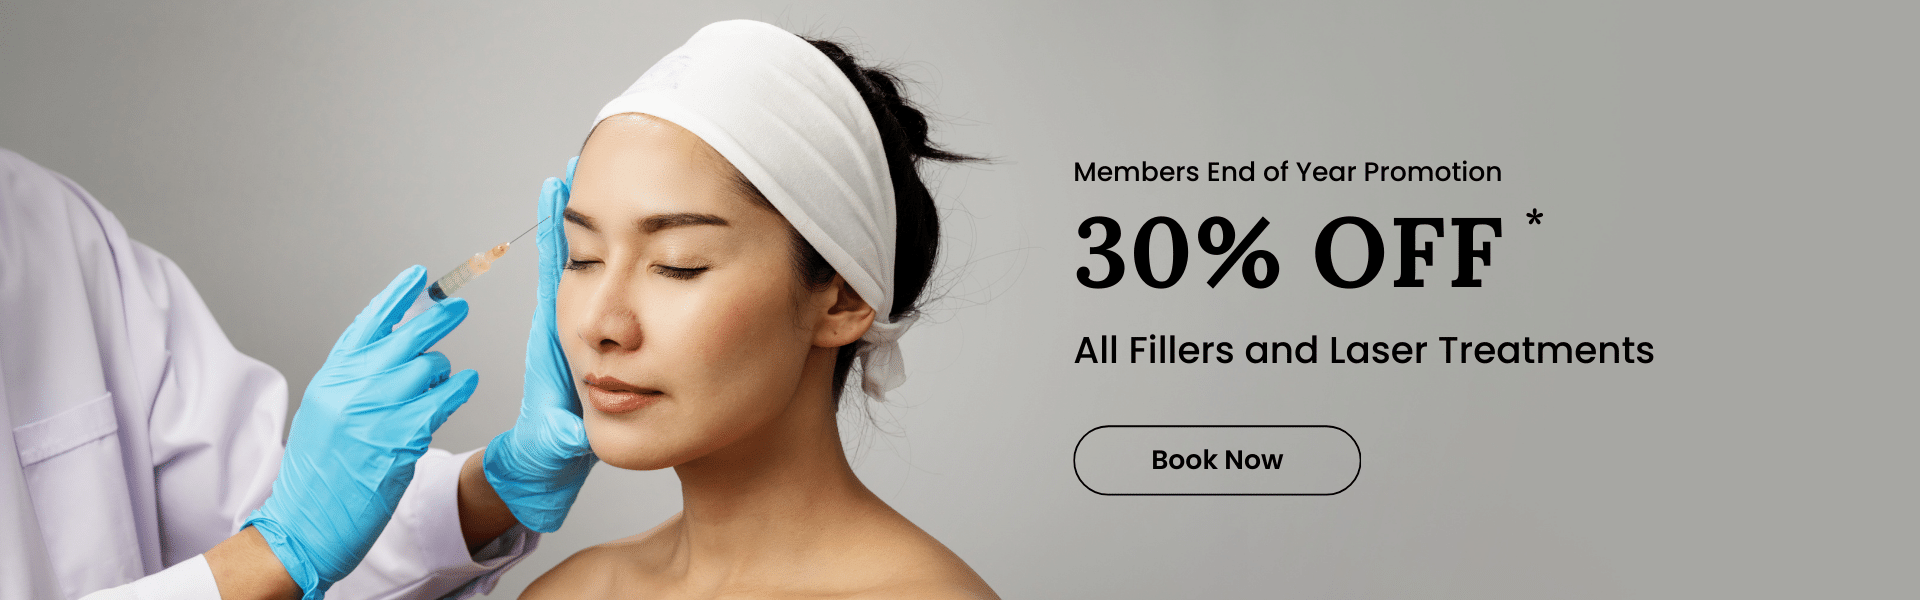 Members End of Year Promotion
30% OFF *
All Fillers and Laser Treatments
Book Now